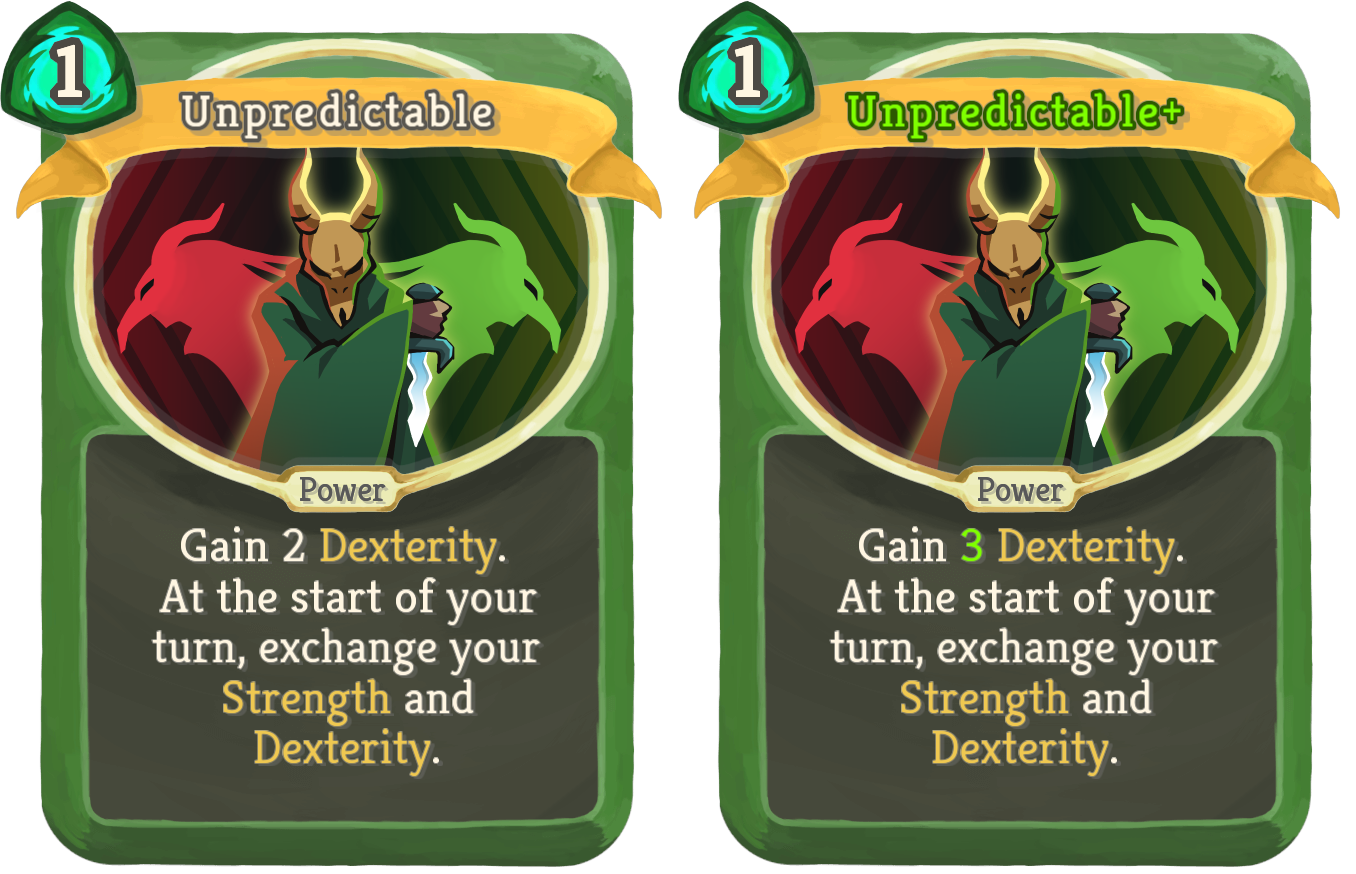 1
Unpredictable
Power
Gain 2 Dexterity.
At the start of your
turn, exchange your
Strength and
Dexterity.
1
Unpredictable+
Power
Gain 3 Dexterity.
At the start of your
turn, exchange your
Strength and
Dexterity.